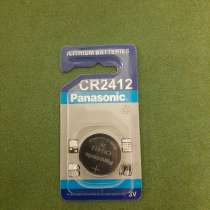 LITHIUM BATTERIES
CR2412
Panasonic
3V